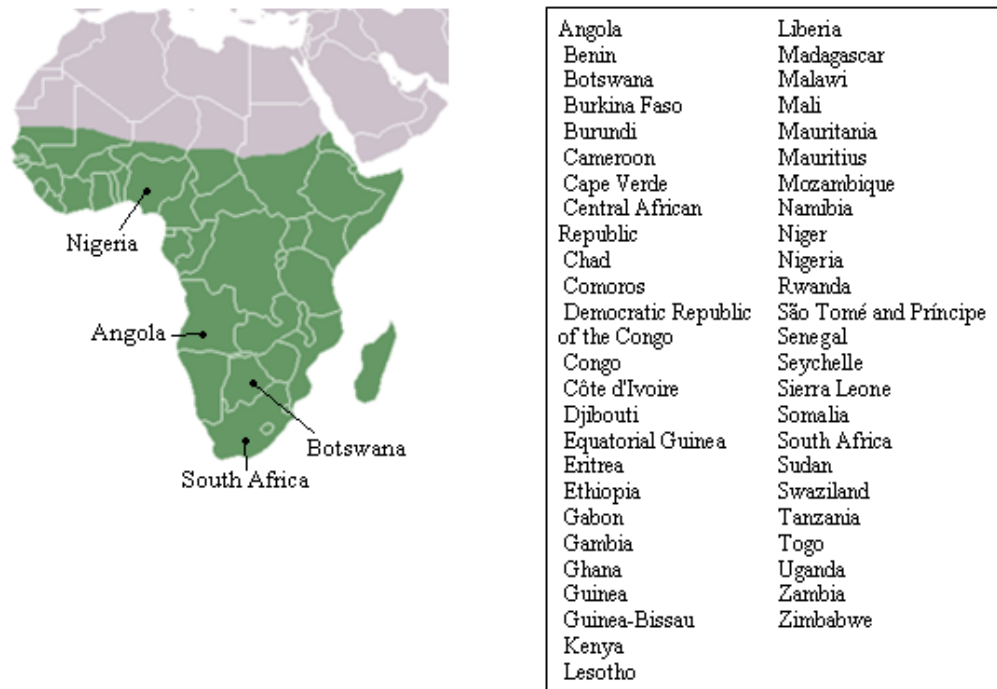 Nigeria
Angola
Botswana
South Africa
Angola
Benin
Botswana
Burkina Faso
Burundi
Cameroon
Cape Verde
Central African
Republic
Chad
Comoros
Democratic Republic
of the Congo
Congo
Côte d'Ivoire
Djibouti
Equatorial Guinea
Eritrea
Ethiopia
Gabon
Gambia
Ghana
Guinea
Guinea-Bissau
Kenya
Lesotho
Liberia
Madagascar
Malawi
Mali
Mauritania
Mauritius
Mozambique
Namibia
Niger
Nigeria
Rwanda
São Tomé and Príncipe
Senegal
Seychelle
Sierra Leone
Somalia
South Africa
Sudan
Swaziland
Tanzania
Togo
Uganda
Zambia
Zimbabwe